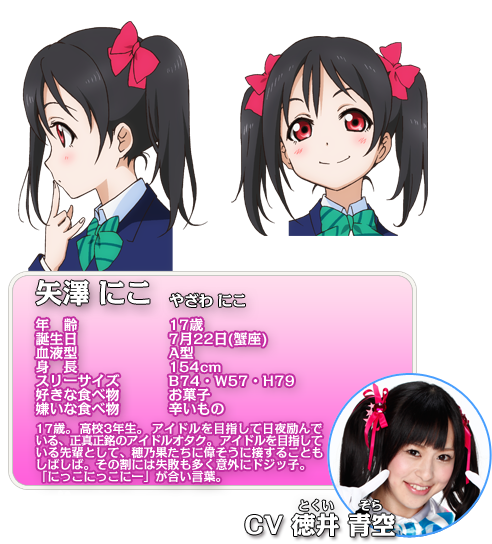 矢澤 にこ　やざわ にこ
年　齢　17歳
誕生日　7月22日(蟹座)
血液型　A型
身　長　154cm
スリーサイズ　B74・W57・H79
好きな食べ物　お菓子
嫌いな食べ物　辛いもの
17歳。高校3年生。アイドルを目指して日夜励んで
いる、正真正銘のアイドルオタク。アイドルを目指して
いる先輩として、穂乃果たちに偉そうに接することも
しばしば。その割には失敗も多く意外にドジッ子。
「にっこにっこにー」が合い言葉。
とくい　そら
CV 徳井 青空